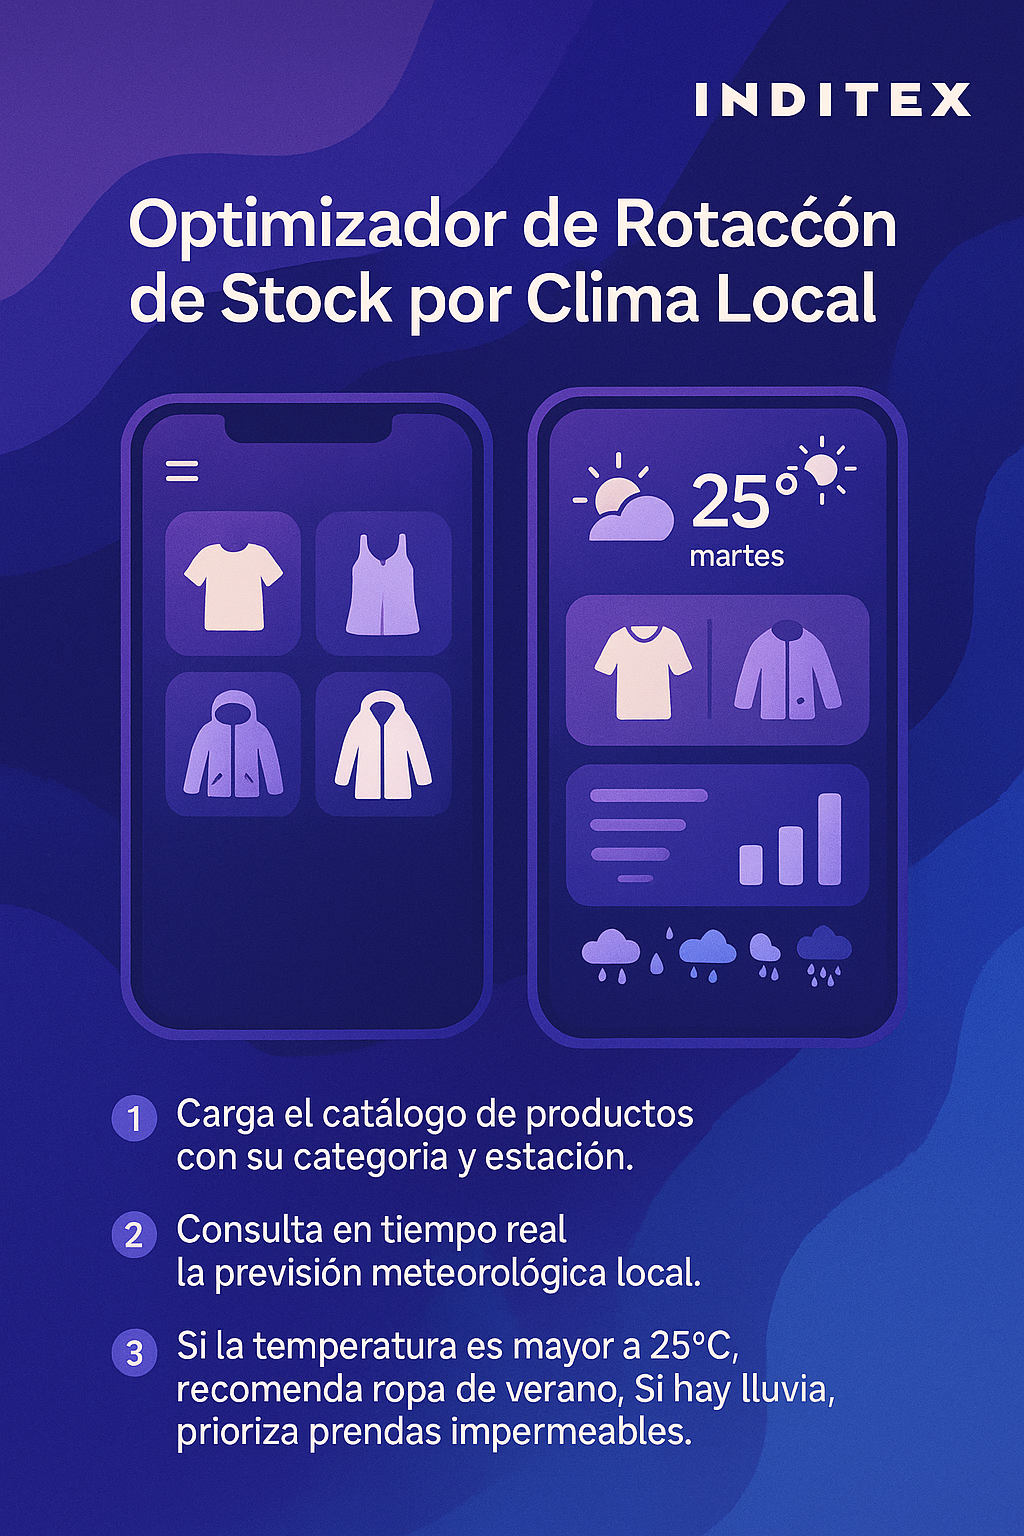 INDITEX
Optimizador de Rotaććón
de Stock por Clima Local
25°
martes
1 Carga el catálogo de productos
con su categoria y estación.
2 Consulta en tiempo real
la previsión meteorológica local.
3 Si la temperatura es mayor a 25°C,
recomenda ropa de verano, Si hay lluvia,
prioriza prendas impermeables.